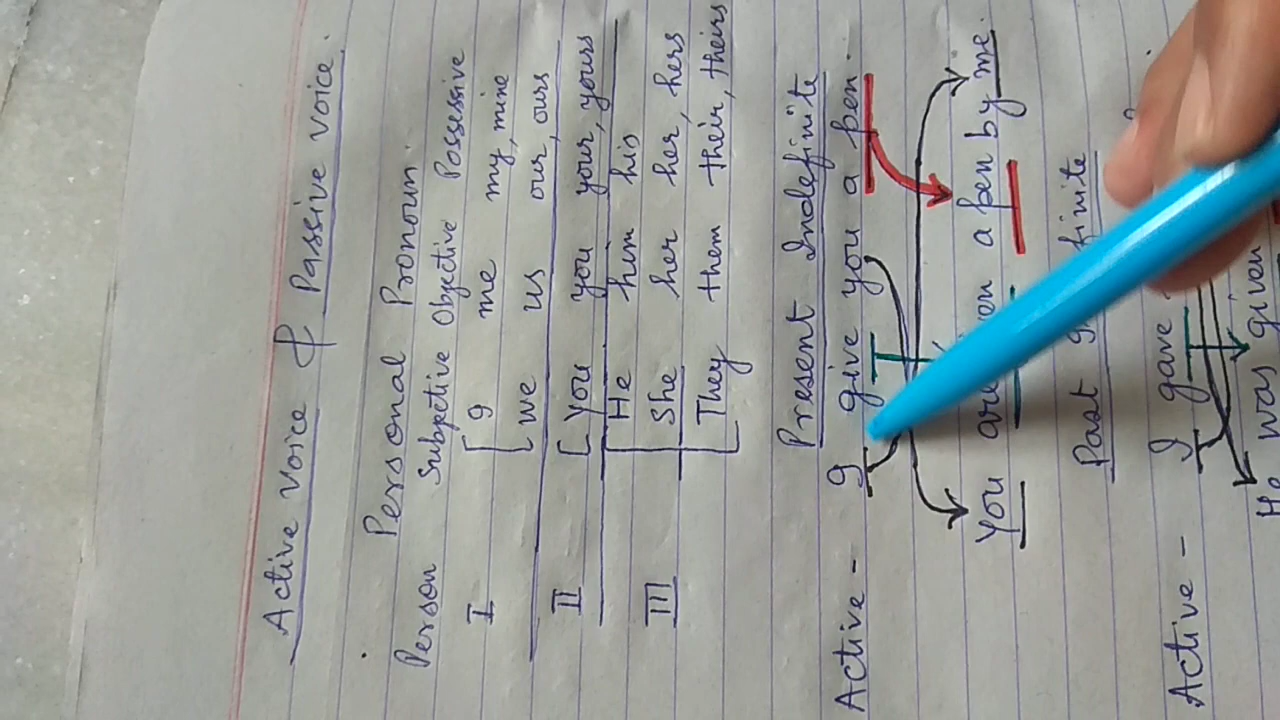 Active Voice & Passive Voice.
Personal Pronoun.
Person Subjective Objective Possessive
I [ I me my, mine
[ we us our, ours
II [ You you your, yours
[ He him his
III She her her, hers
[ They them their, theirs
Present Indefinite
Active - I give you a pen.
You are a pen by me.
Past
Active - I gave
He was given